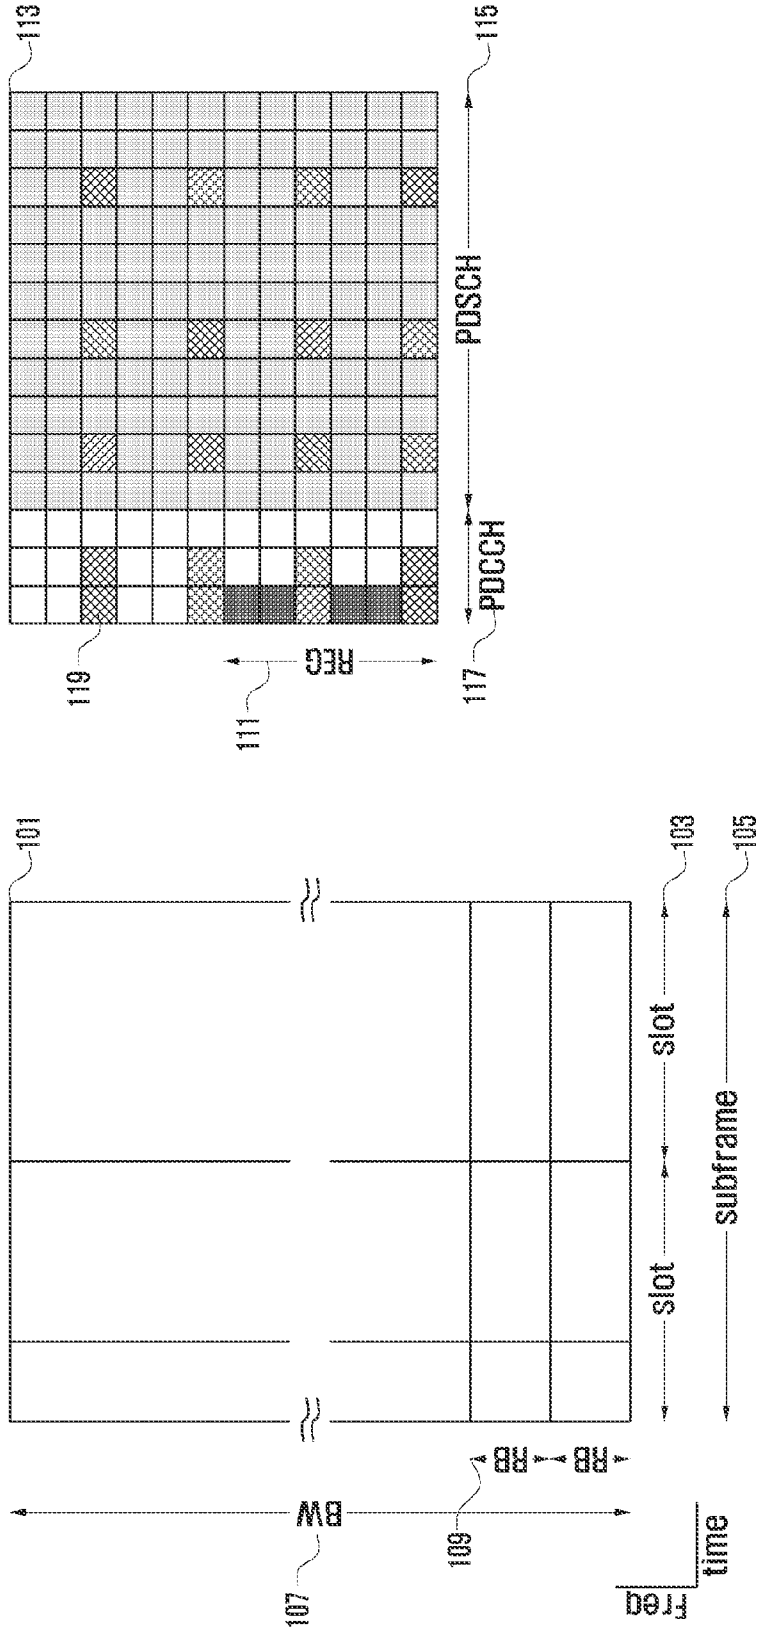 101
103
105
107
BW
109
RB
RB
slot
slot
subframe
freq
time
113
115
PDSCH
PDCCH
117
119
111
REG